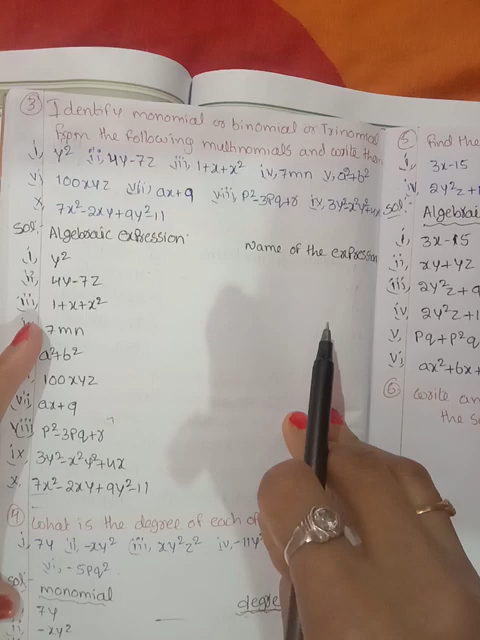 ③ Identify monomial or binomial or Trinomial
from the following multinomials and write them
i, y² ii, 4y-7z iii, 1+x+x² iv, 7mn v, a²+b²
vi, 100xyz vii, ax+9 viii, p²-3pq+r ix, 3y²-x²y²+4x
x, 7x²-2xy+9y²-11
Sol: Algebraic expression Name of the expression
i, y²
ii, 4y-7z
iii, 1+x+x²
7mn
a²+b²
100xyz
vii, ax+9
viii, p²-3pq+r
ix, 3y²-x²y²+4x
x, 7x²-2xy+9y²-11
④ What is the degree of each of
i, 7y ii, -xy² iii, xy²z² iv, -11y²
vi, -5pq²
Sol:- monomial degree
7y
-xy²
⑤ Find the
i, 3x-15
iv, 2y²z+1
Sol: Algebraic
i, 3x-15
ii, xy+yz
iii, 2y²z+9
iv, 2y²z+1
v, pq+p²q
vi, ax²+bx+
⑥ write an
the